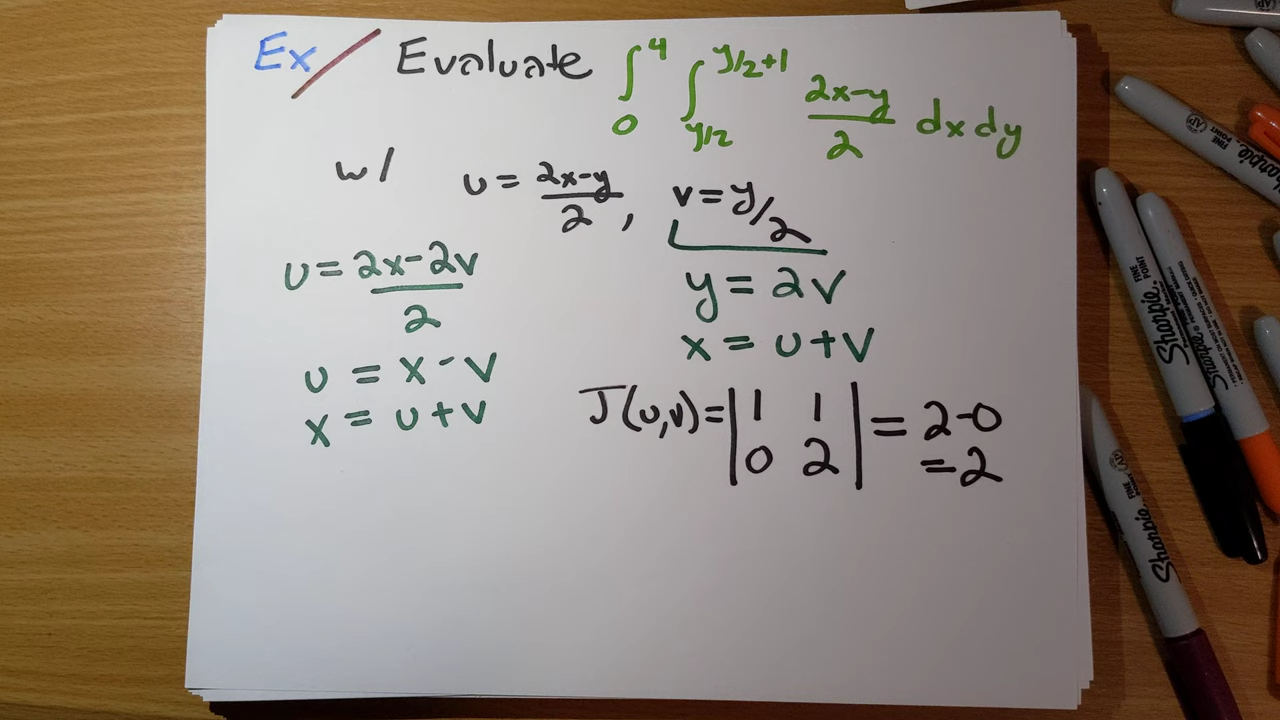 Ex/ Evaluate ∫₀⁴ ∫_{y/2}^{y/2+1} (2x-y)/2 dx dy
w/ u = (2x-y)/2, v = y/2
u = (2x-2v)/2
y = 2v
u = x-v
x = u+v
x = u+v
J(u,v) = |1 1|
|0 2| = 2-0
= 2
Sharpie
FINE POINT
Sharpie
Sharpie
FINE POINT
AP